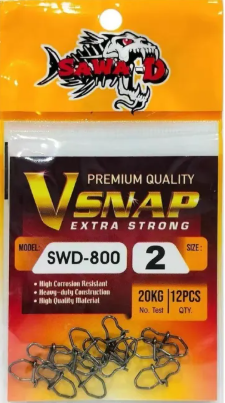 SAWA-D
PREMIUM QUALITY
V SNAP
EXTRA STRONG
MODEL: SWD-800 SIZE: 2
• High Corrosion Resistant
• Heavy-duty Construction
• High Quality Material
20KG 12PCS
No. Test QTY.